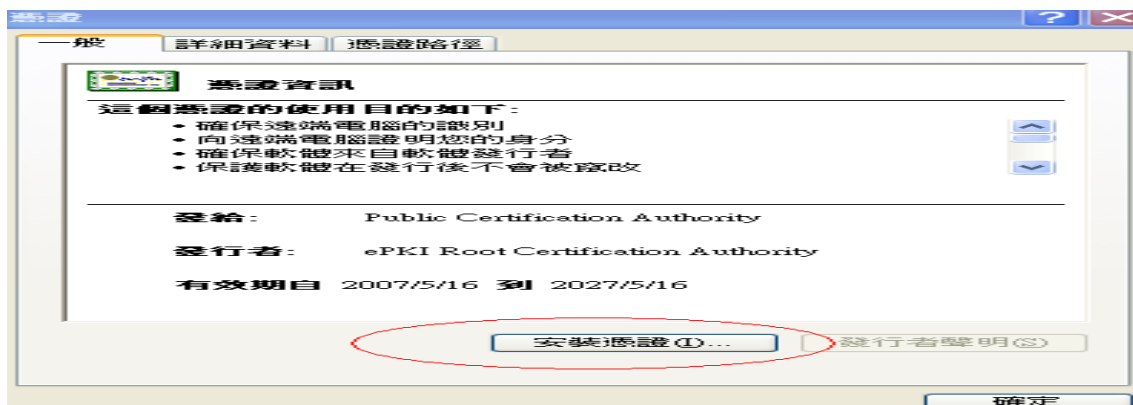 憑證
一般 詳細資料 憑證路徑
憑證資訊
這個憑證的使用目的如下:
• 確保遠端電腦的識別
• 向遠端電腦證明您的身分
• 確保軟體來自軟體發行者
• 保護軟體在發行後不會被竄改
發給: Public Certification Authority
發行者: ePKI Root Certification Authority
有效期自 2007/5/16 到 2027/5/16
安裝憑證(I)... 發行者聲明(S)
確定